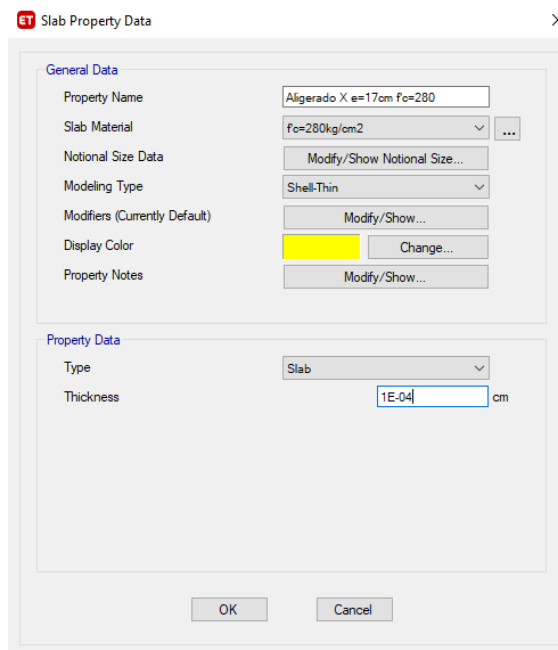 ET Slab Property Data
General Data
Property Name Aligerado X e=17cm f'c=280
Slab Material f'c=280kg/cm2 ...
Notional Size Data Modify/Show Notional Size...
Modeling Type Shell-Thin
Modifiers (Currently Default) Modify/Show...
Display Color Change...
Property Notes Modify/Show...
Property Data
Type Slab
Thickness 1E-04 cm
OK Cancel